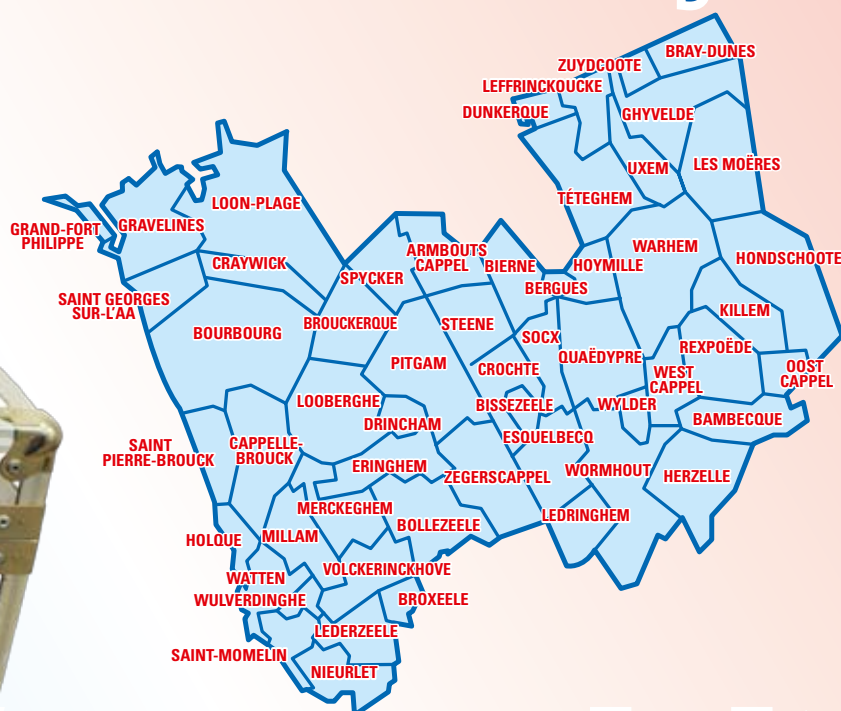 BRAY-DUNES
ZUYDCOOTE
LEFFRINCKOUCKE
DUNKERQUE
GHYVELDE
UXEM
LES MOËRES
TÉTEGHEM
LOON-PLAGE
GRAND-FORT
PHILIPPE
GRAVELINES
WARHEM
HONDSCHOOTE
ARMBOUTS
CAPPEL
BIERNE
HOYMILLE
CRAYWICK
SPYCKER
BERGUES
SAINT GEORGES
SUR-L'AA
KILLEM
BROUCKERQUE
STEENE
BOURBOURG
SOCX
REXPOËDE
QUAËDYPRE
PITGAM
CROCHTE
WEST
CAPPEL
OOST
CAPPEL
LOOBERGHE
BISSEZEELE
WYLDER
DRINCHAM
BAMBECQUE
ESQUELBECQ
SAINT
PIERRE-BROUCK
CAPPELLE-
BROUCK
ERINGHEM
ZEGERSCAPPEL
WORMHOUT
HERZELLE
MERCKEGHEM
LEDRINGHEM
BOLLEZEELE
HOLQUE
MILLAM
VOLCKERINCKHOVE
WATTEN
WULVERDINGHE
BROXEELE
LEDERZEELE
SAINT-MOMELIN
NIEURLET